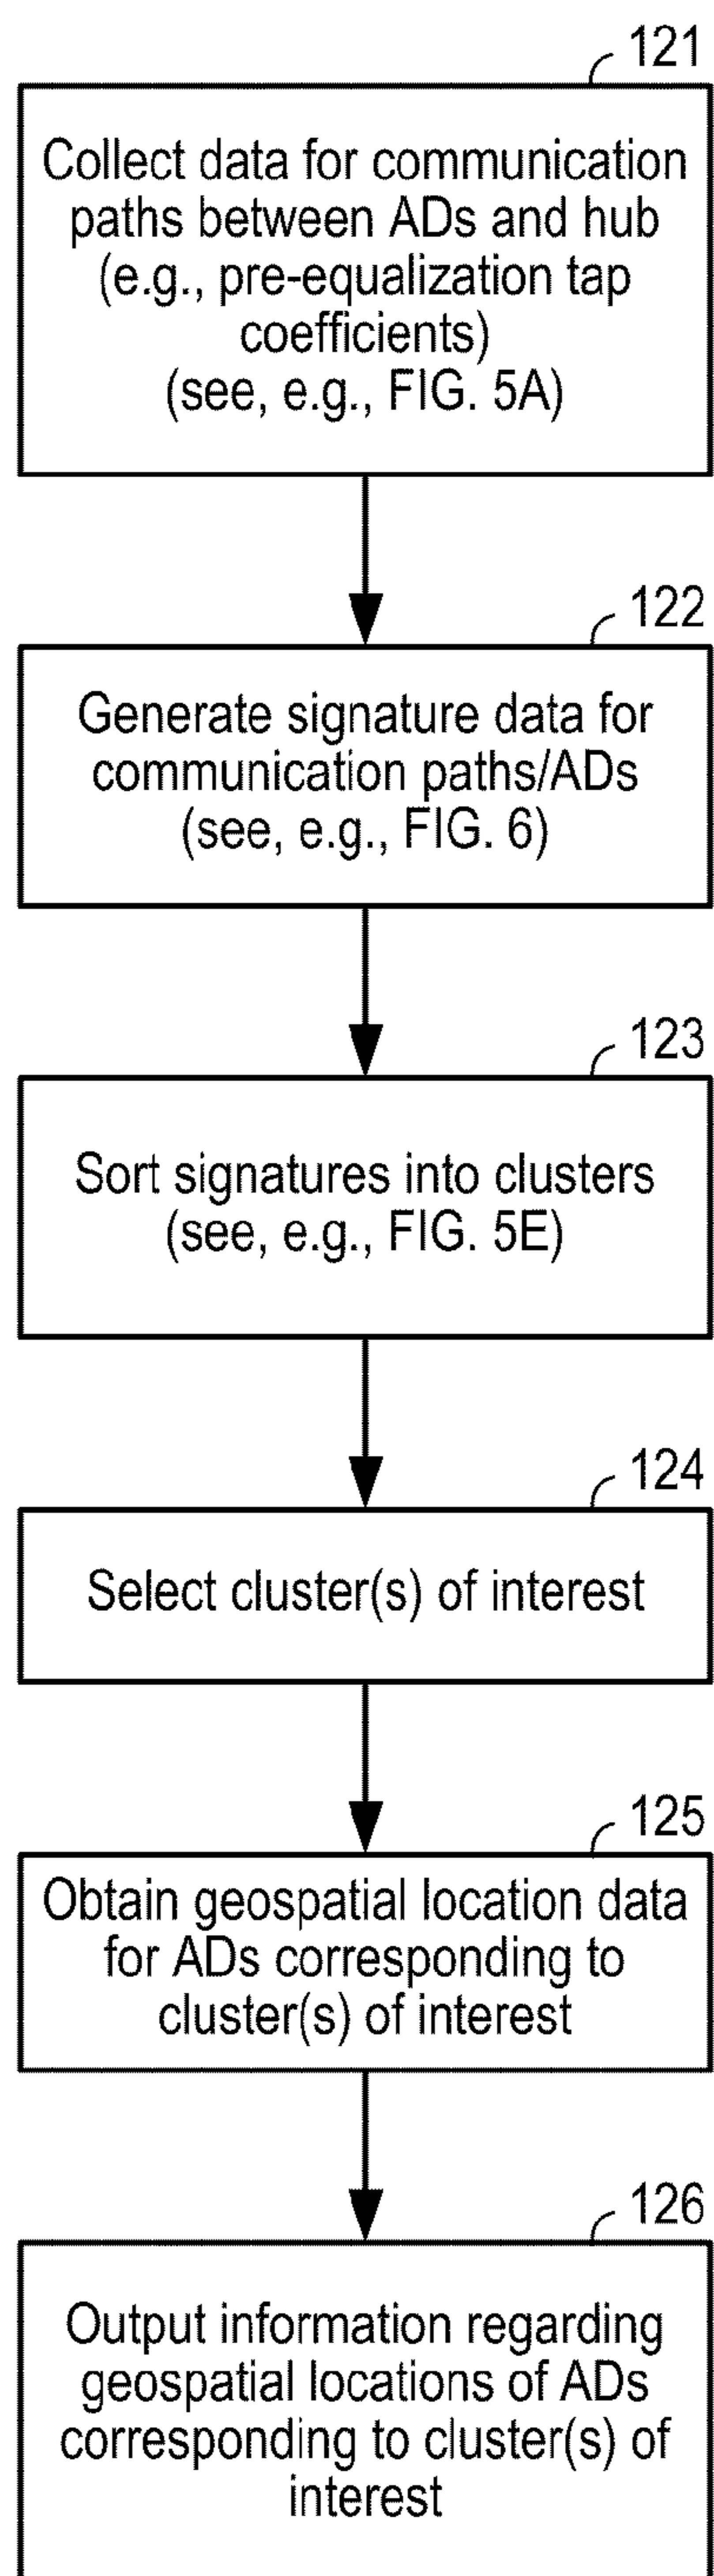 121
Collect data for communication
paths between ADs and hub
(e.g., pre-equalization tap
coefficients)
(see, e.g., FIG. 5A)
122
Generate signature data for
communication paths/ADs
(see, e.g., FIG. 6)
123
Sort signatures into clusters
(see, e.g., FIG. 5E)
124
Select cluster(s) of interest
125
Obtain geospatial location data
for ADs corresponding to
cluster(s) of interest
126
Output information regarding
geospatial locations of ADs
corresponding to cluster(s) of
interest